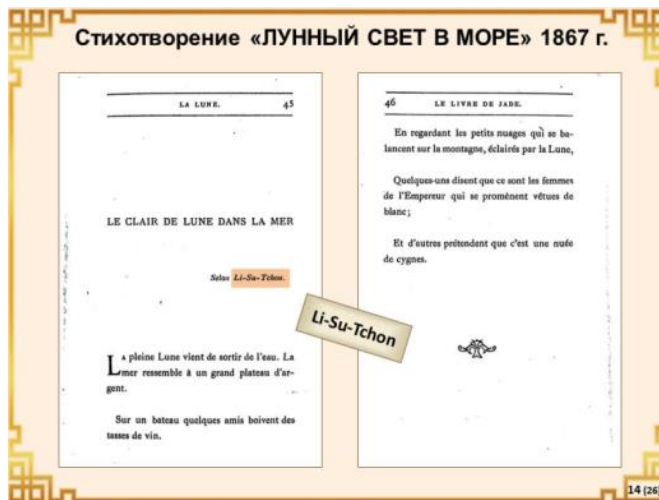 Стихотворение «ЛУННЫЙ СВЕТ В МОРЕ» 1867 г.
LA LUNE. 45
LE CLAIR DE LUNE DANS LA MER
Selon Li-Su-Tchon.
LA pleine Lune vient de sortir de l'eau. La
mer ressemble à un grand plateau d'ar-
gent.
Sur un bateau quelques amis boivent des
tasses de vin.
Li-Su-Tchon
46 LE LIVRE DE JADE.
En regardant les petits nuages qui se ba-
lancent sur la montagne, éclairés par la Lune,
Quelques-uns disent que ce sont les femmes
de l'Empereur qui se promènent vêtues de
blanc;
Et d'autres prétendent que c'est une nuée
de cygnes.
14 (26)